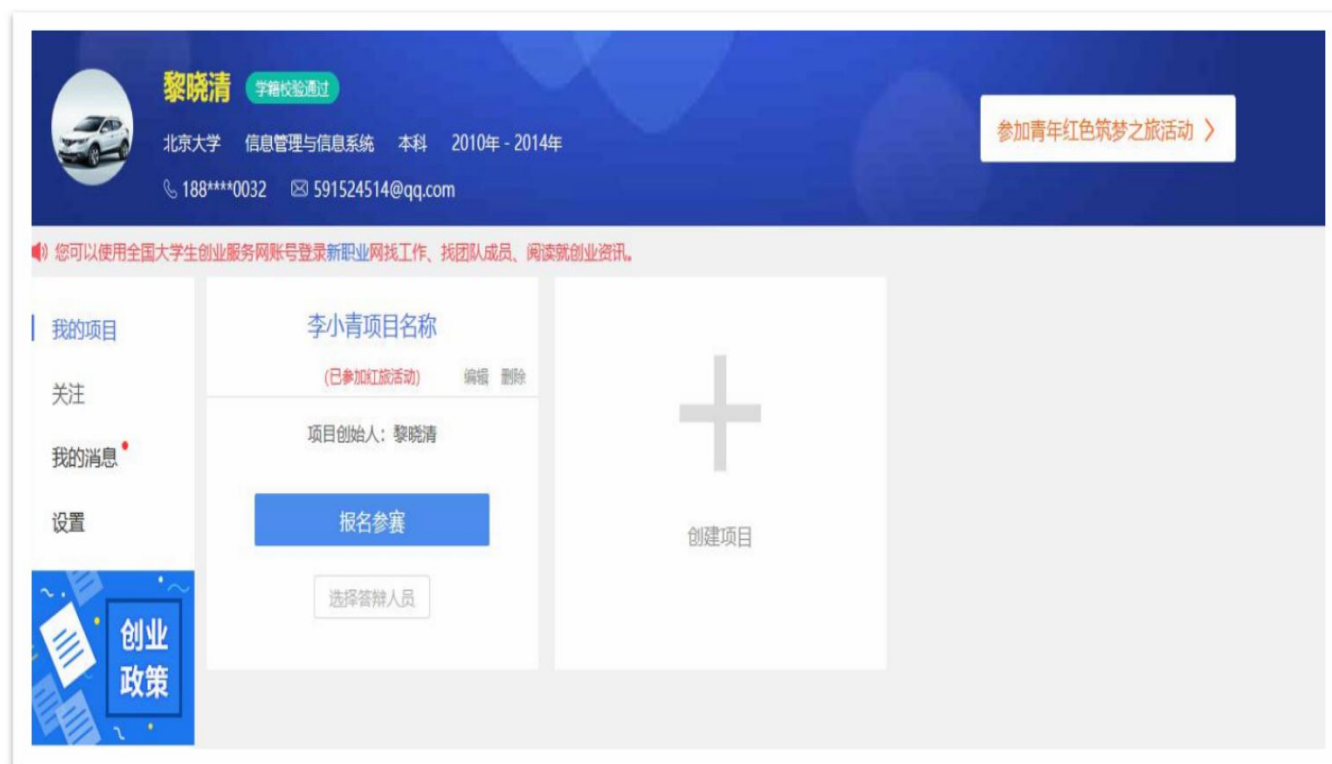 黎晓清 学籍校验通过
北京大学 信息管理与信息系统 本科 2010年 - 2014年
188****0032 591524514@qq.com
参加青年红色筑梦之旅活动 >
您可以使用全国大学生创业服务网账号登录新职业网找工作、找团队成员、阅读就创业资讯。
我的项目
关注
我的消息
设置
创业
政策
李小青项目名称
(已参加红旅活动) 编辑 删除
项目创始人：黎晓清
报名参赛
选择答辩人员
创建项目